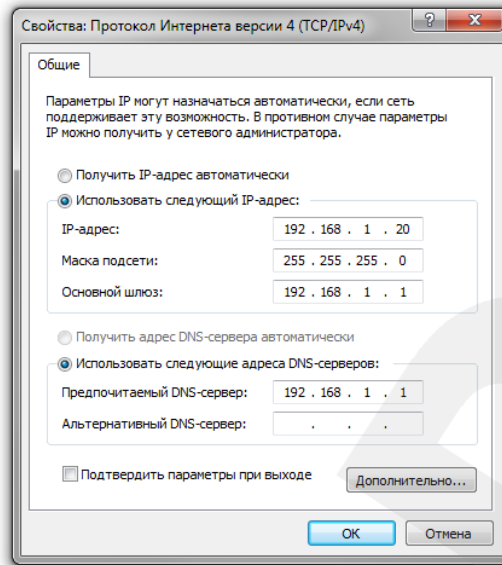 Свойства: Протокол Интернета версии 4 (TCP/IPv4)
Общие
Параметры IP могут назначаться автоматически, если сеть
поддерживает эту возможность. В противном случае параметры
IP можно получить у сетевого администратора.
Получить IP-адрес автоматически
Использовать следующий IP-адрес:
IP-адрес: 192 . 168 . 1 . 20
Маска подсети: 255 . 255 . 255 . 0
Основной шлюз: 192 . 168 . 1 . 1
Получить адрес DNS-сервера автоматически
Использовать следующие адреса DNS-серверов:
Предпочитаемый DNS-сервер: 192 . 168 . 1 . 1
Альтернативный DNS-сервер: . . .
Подтвердить параметры при выходе
Дополнительно...
OK Отмена